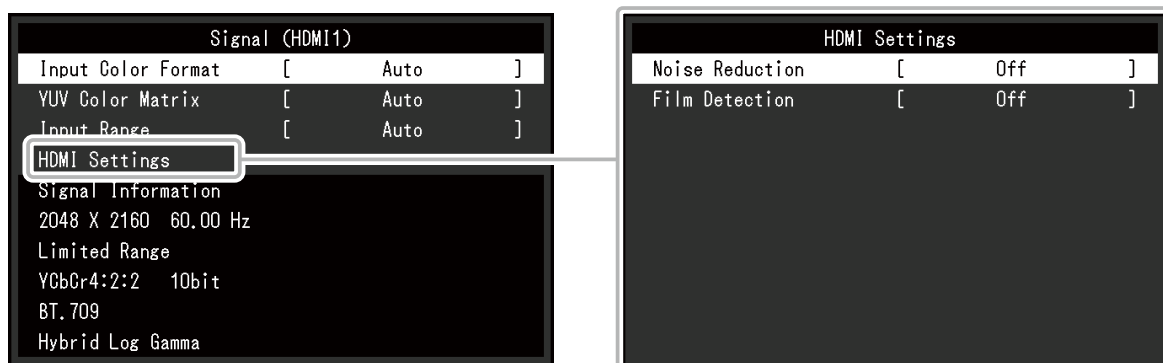 Signal (HDMI1)
Input Color Format [ Auto ]
YUV Color Matrix [ Auto ]
Input Range [ Auto ]
HDMI Settings
Signal Information
2048 X 2160 60.00 Hz
Limited Range
YCbCr4:2:2 10bit
BT.709
Hybrid Log Gamma
HDMI Settings
Noise Reduction [ Off ]
Film Detection [ Off ]